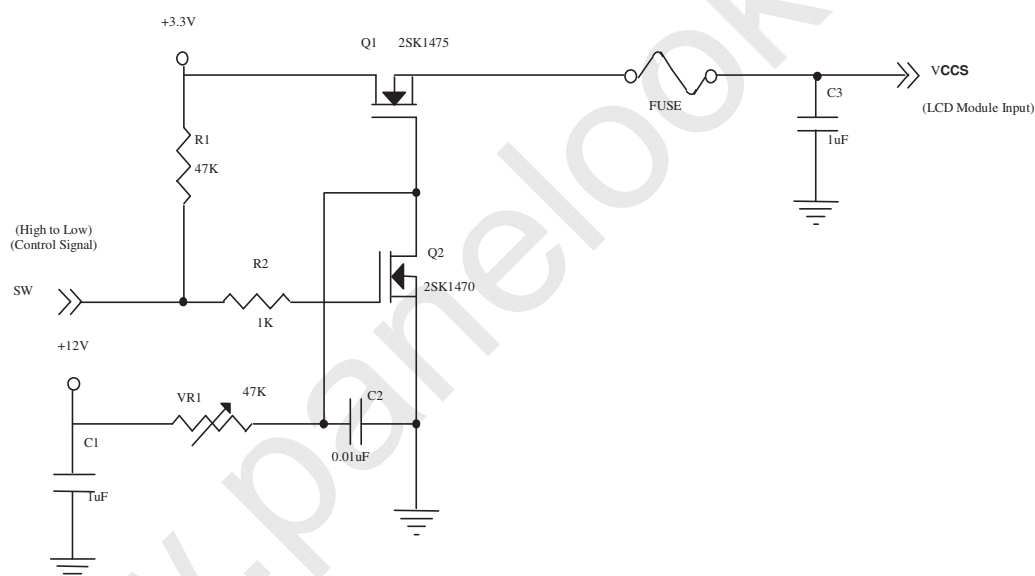 +3.3V
Q1
2SK1475
VCCS
(LCD Module Input)
FUSE
C3
1uF
R1
47K
(High to Low)
(Control Signal)
SW
R2
1K
Q2
2SK1470
+12V
VR1
47K
C2
0.01uF
C1
1uF
.panelook